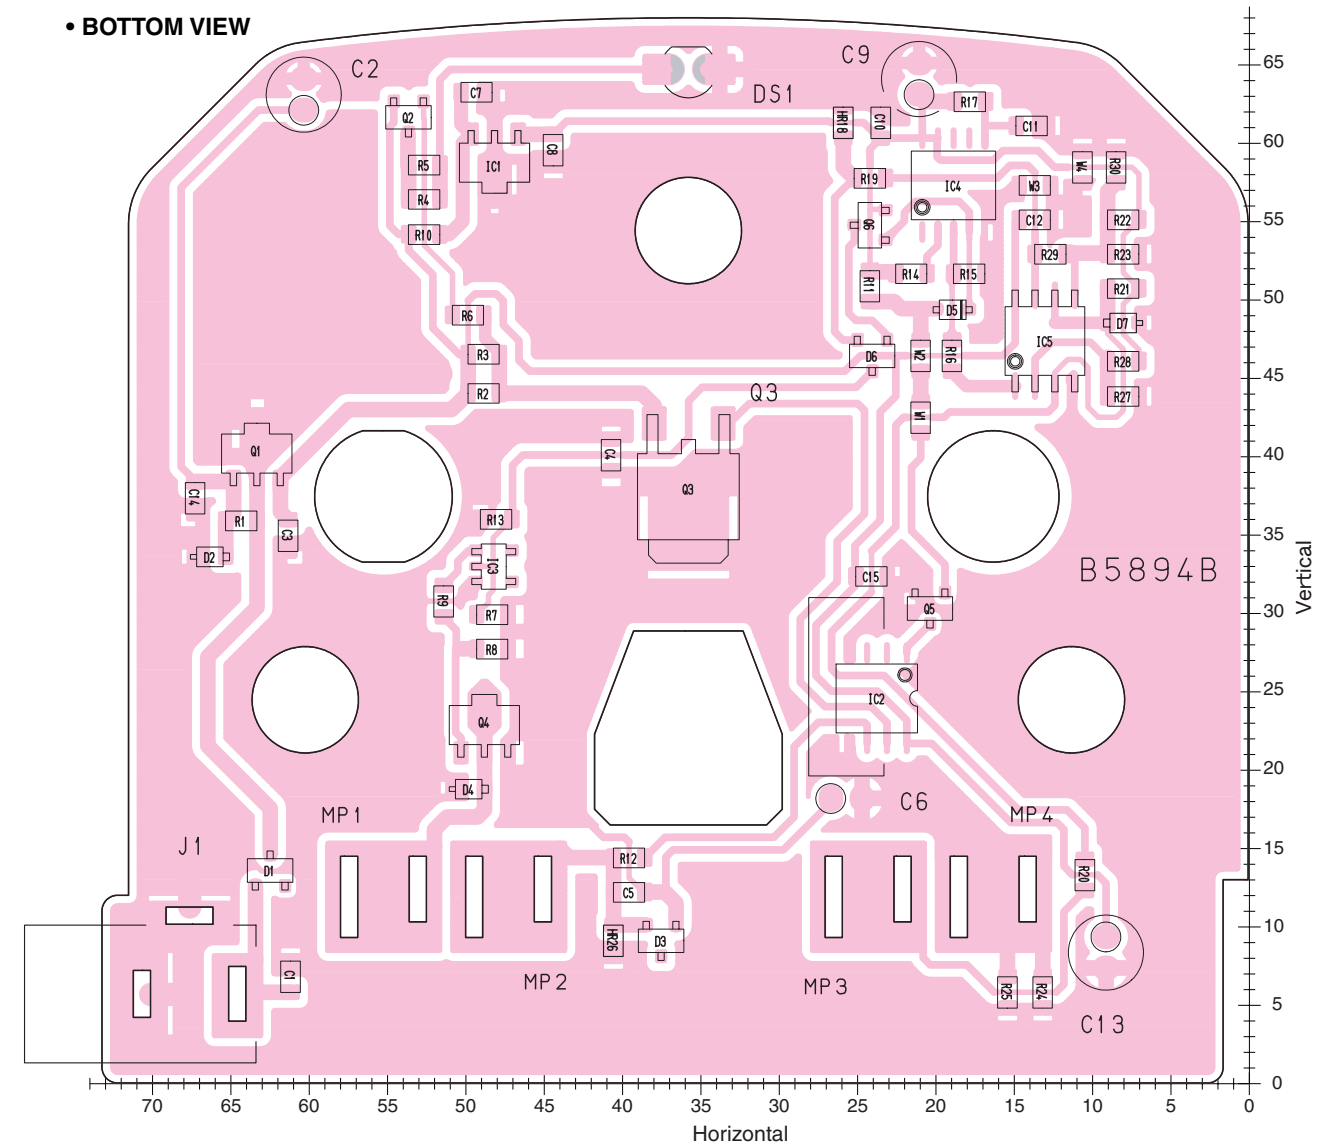 • BOTTOM VIEW
C2
C9
DS1
65
C7
R17
Q2
HR18
C10
C11
60
IC1
C8
R5
W4
R30
R19
IC4
W3
R4
55
Q6
C12
R22
R10
R29
R23
R14
R15
R11
R21
50
R6
D5
D7
IC5
R3
D6
W2
R16
R28
45
R2
Q3
R27
W1
Q1
C4
40
Q3
C14
R1
R13
C3
35
D2
IC3
B5894B
Vertical
C15
R9
R7
Q5
30
R8
25
IC2
Q4
20
D4
C6
MP1
MP4
J1
15
R12
D1
R20
C5
10
HR26
D3
C1
MP2
MP3
R25
R24
5
C13
0
70
65
60
55
50
45
40
35
30
25
20
15
10
5
0
Horizontal